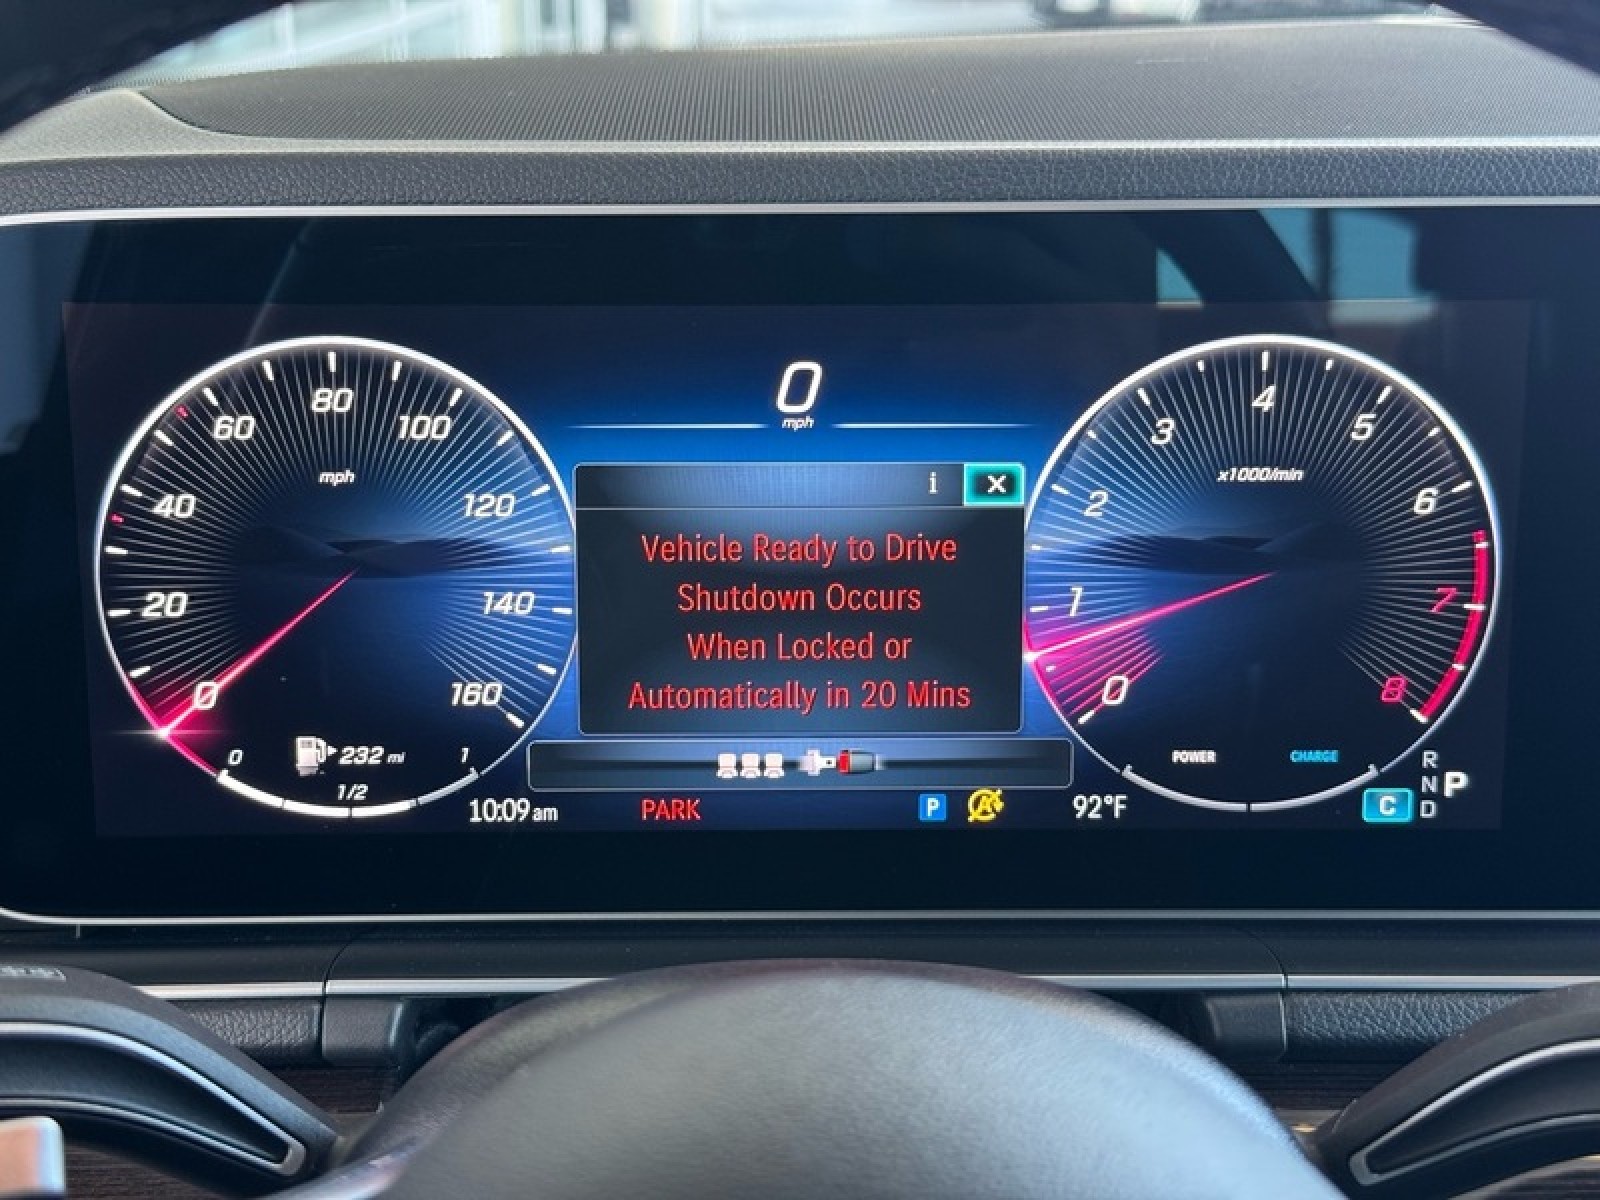 0
mph
80
60
100
mph
40
120
20
140
0
160
0
232 mi
1
1/2
i
X
Vehicle Ready to Drive
Shutdown Occurs
When Locked or
Automatically in 20 Mins
4
3
5
x1000/min
2
6
1
7
0
8
POWER
CHARGE
R
N
D
P
C
10:09 am
PARK
P
A
92°F